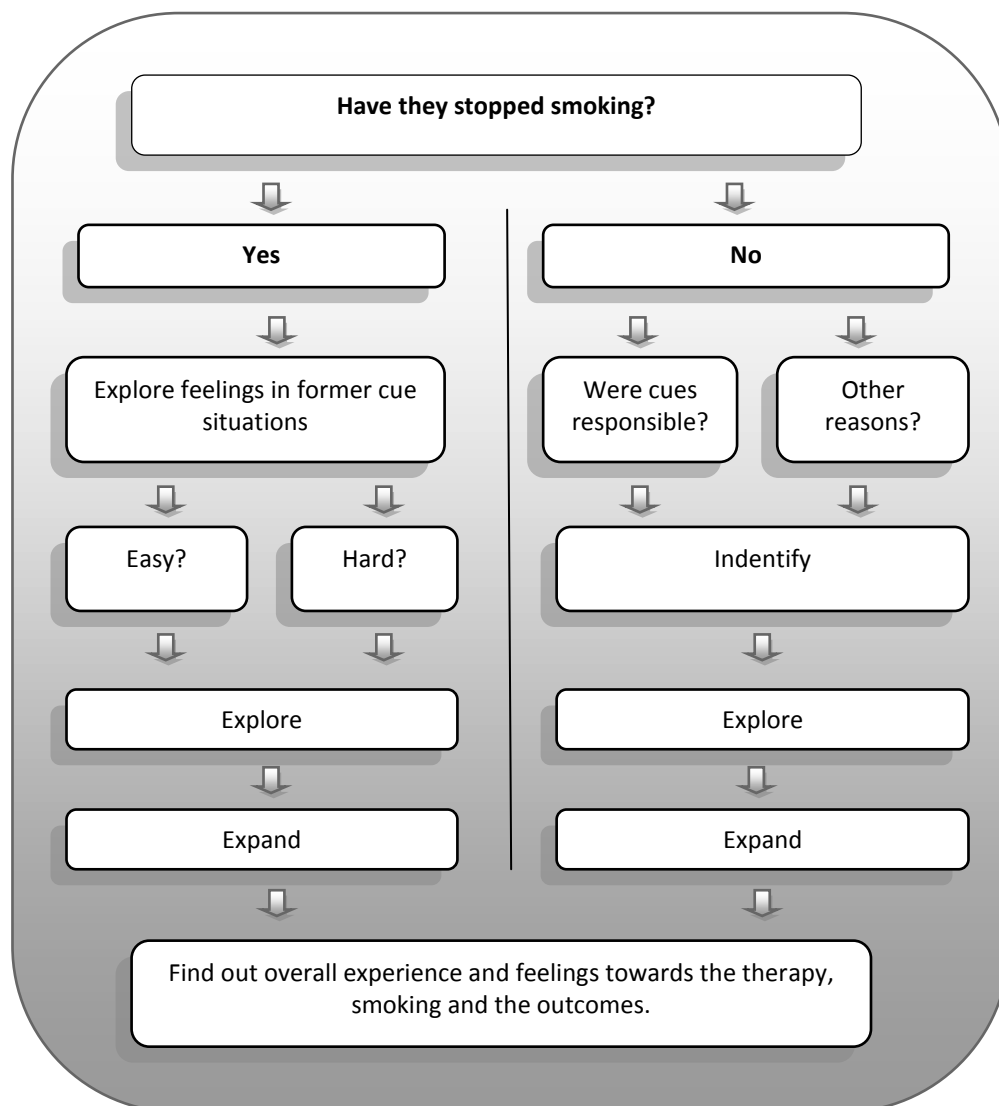 Have they stopped smoking?
Yes
No
Explore feelings in former cue
situations
Were cues
responsible?
Other
reasons?
Easy?
Hard?
Indentify
Explore
Explore
Expand
Expand
Find out overall experience and feelings towards the therapy,
smoking and the outcomes.